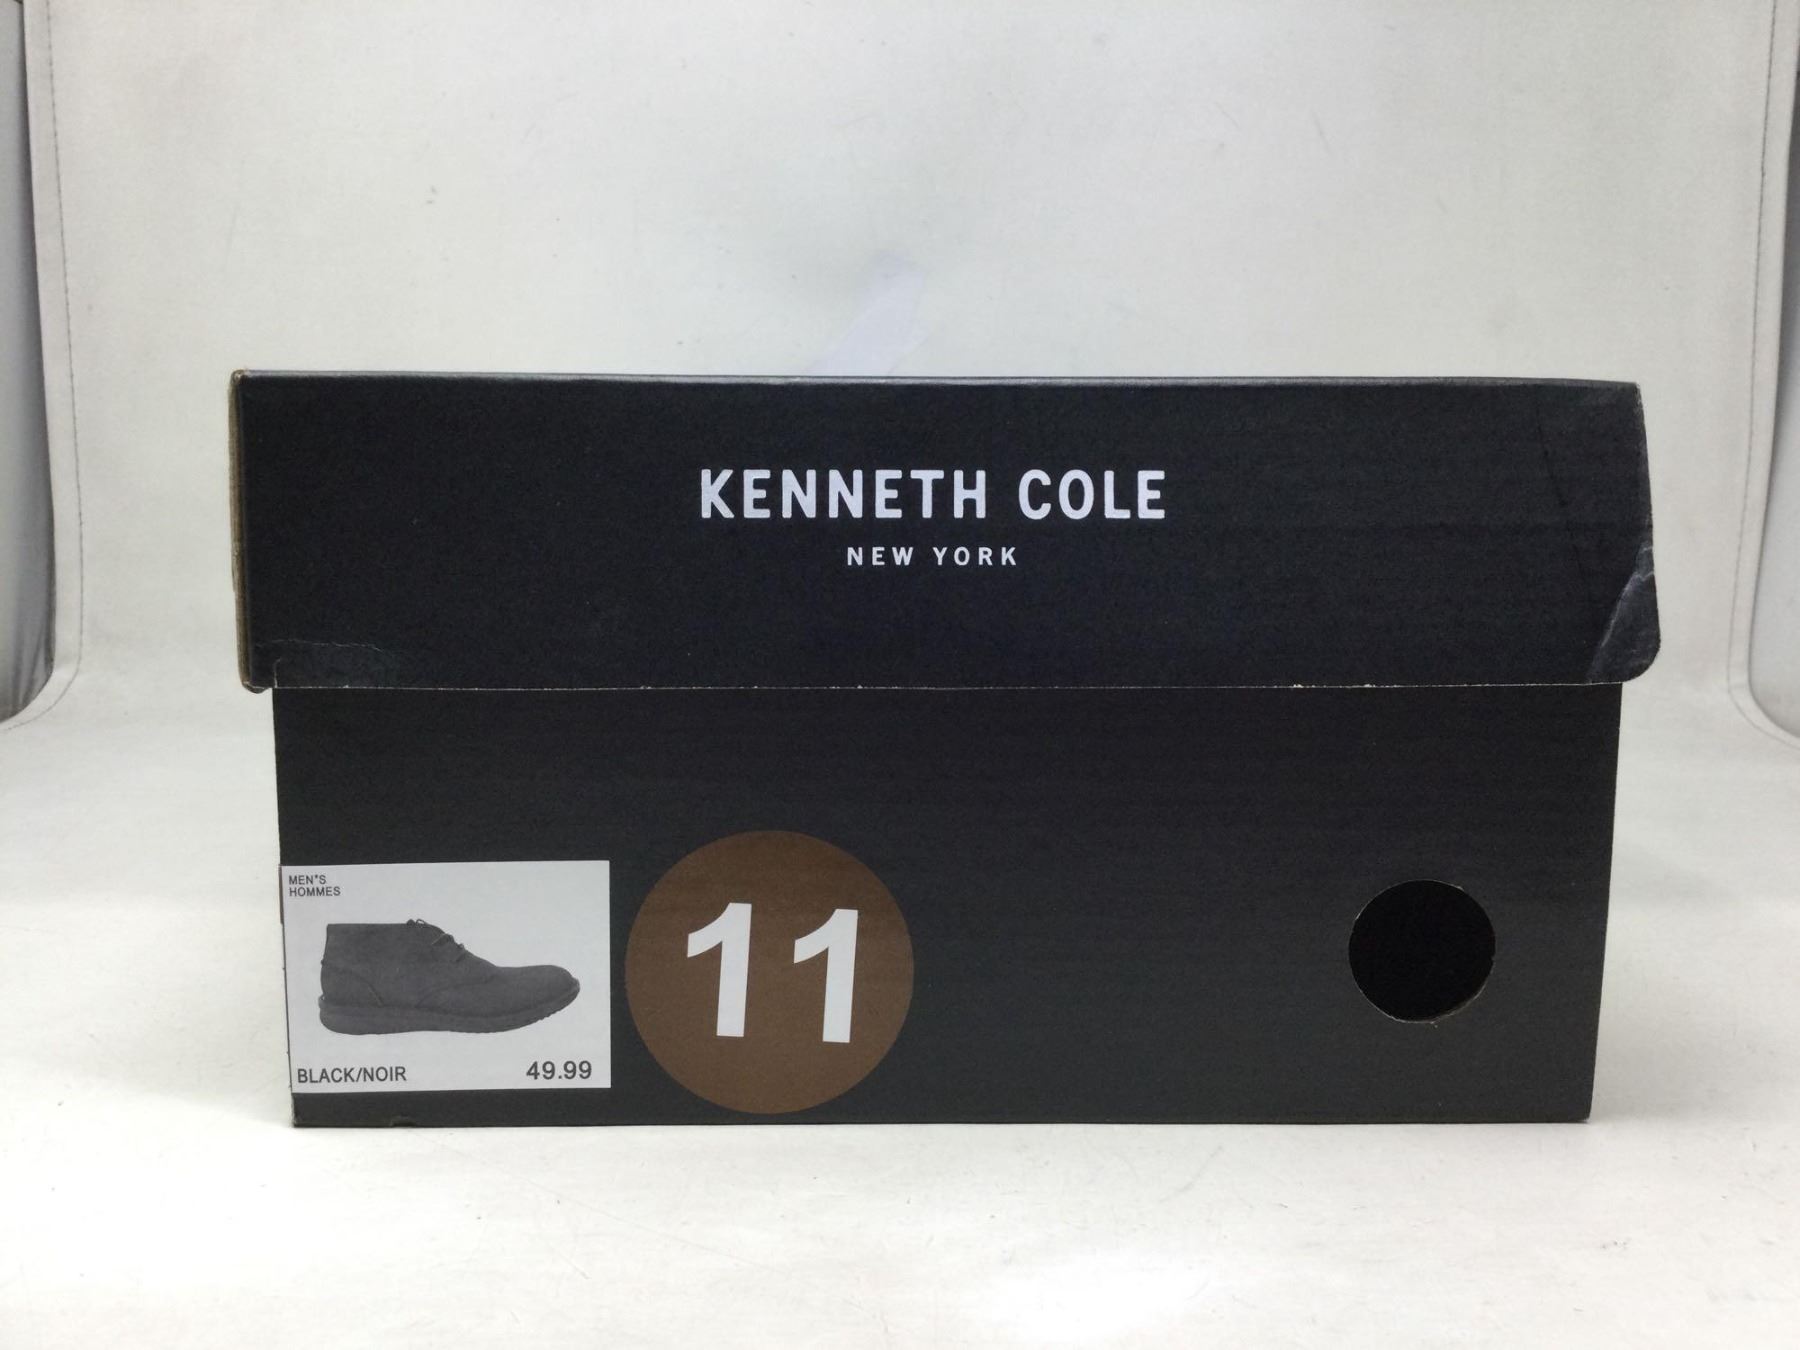 KENNETH COLE
NEW YORK
MEN"S
HOMMES
BLACK/NOIR 49.99
11